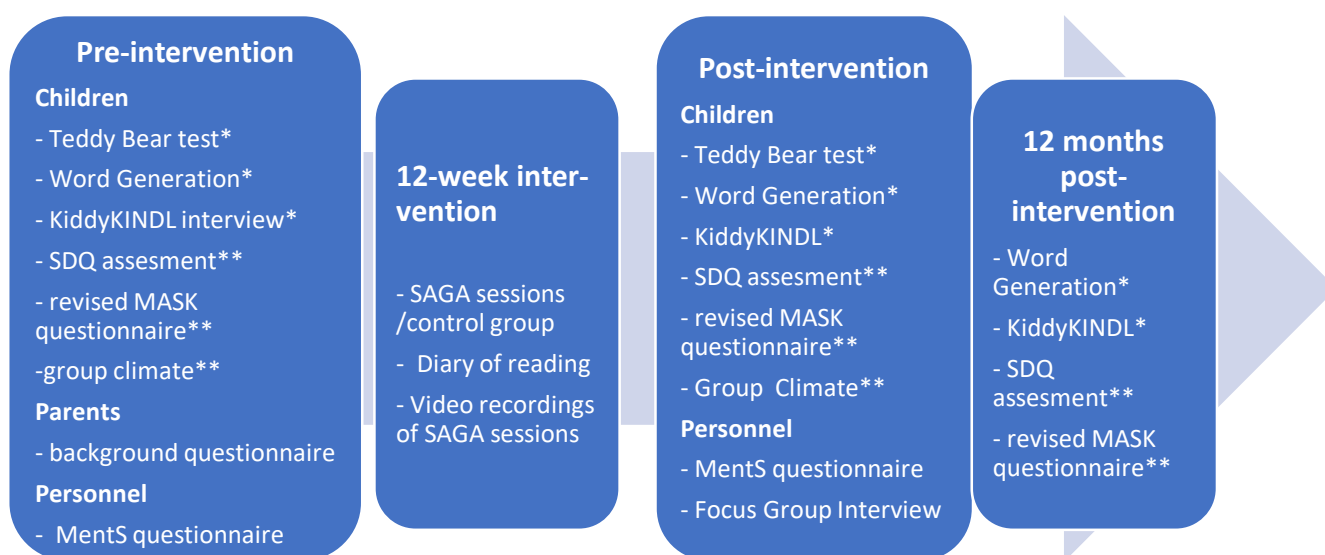 Pre-intervention
Children
- Teddy Bear test*
- Word Generation*
- KiddyKINDL interview*
- SDQ assesment**
- revised MASK
questionnaire**
-group climate**
Parents
- background questionnaire
Personnel
- MentS questionnaire
12-week inter-
vention
- SAGA sessions
/control group
- Diary of reading
- Video recordings
of SAGA sessions
Post-intervention
Children
- Teddy Bear test*
- Word Generation*
- KiddyKINDL*
- SDQ assesment**
- revised MASK
questionnaire**
- Group Climate**
Personnel
- MentS questionnaire
- Focus Group Interview
12 months
post-
intervention
- Word
Generation*
- KiddyKINDL*
- SDQ
assesment**
- revised MASK
questionnaire**